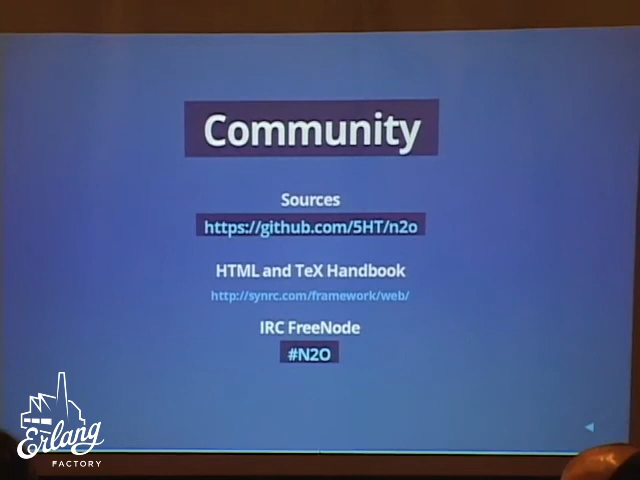 Community
Sources
https://github.com/5HT/n2o
HTML and TeX Handbook
http://synrc.com/framework/web/
IRC FreeNode
#N2O
Erlang
FACTORY